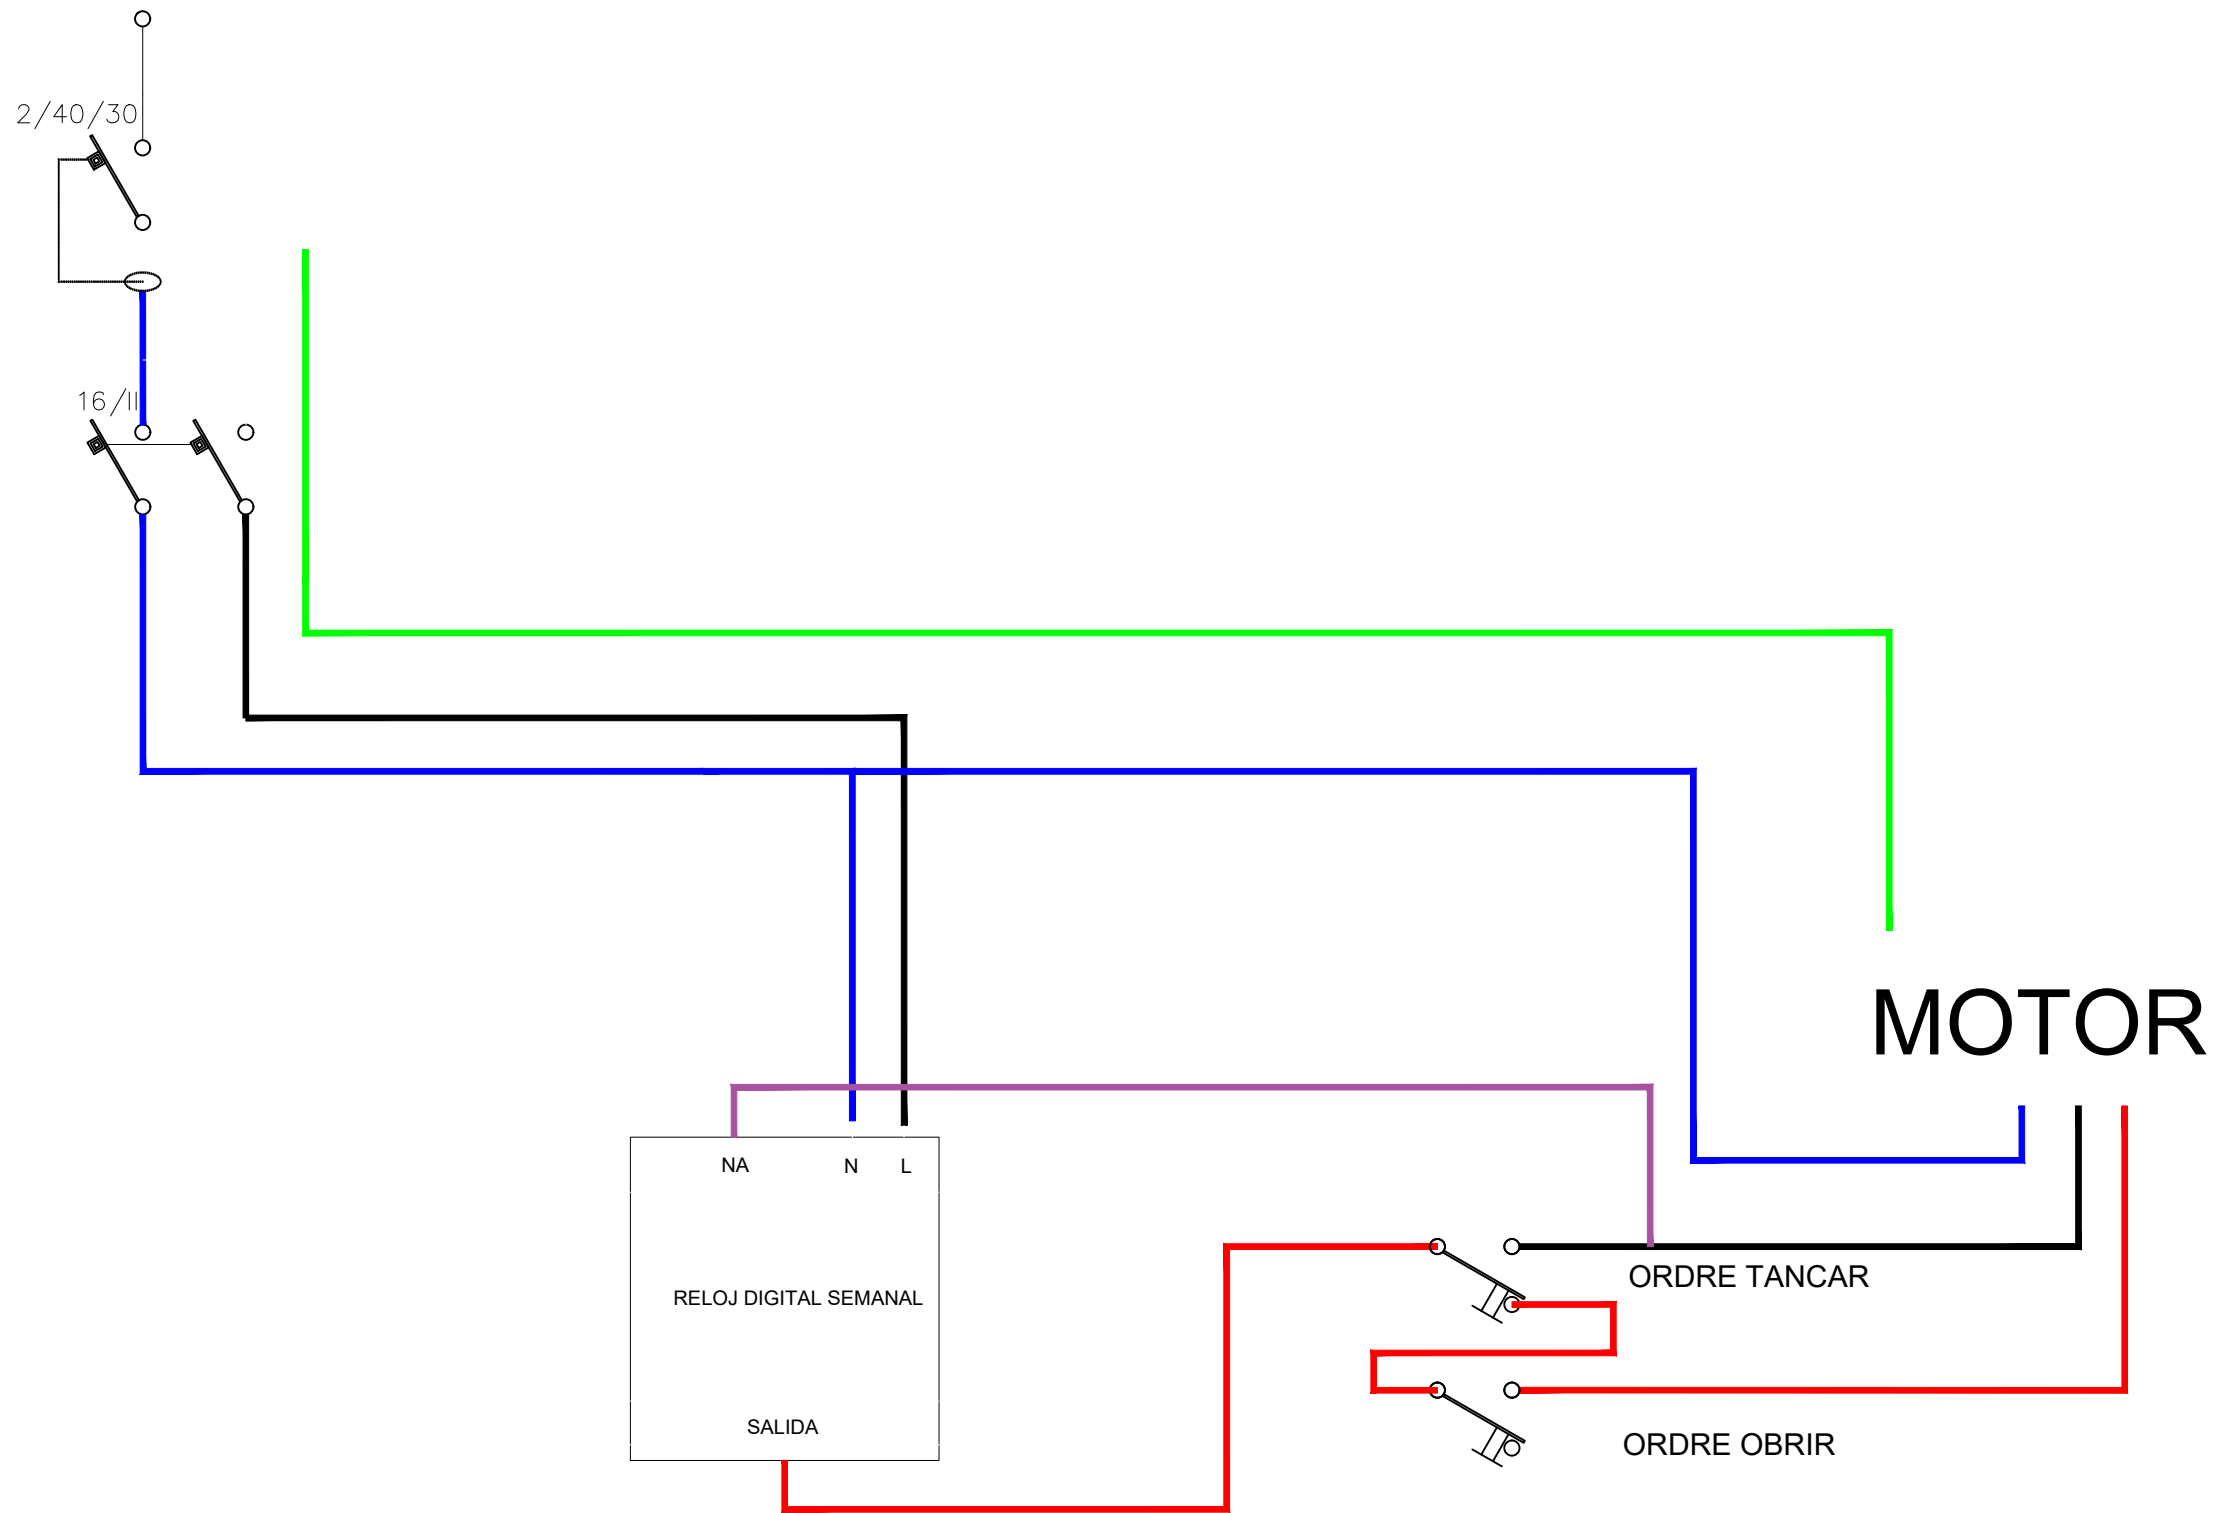 2/40/30
16/II
MOTOR
NA
N
L
ORDRE TANCAR
RELOJ DIGITAL SEMANAL
SALIDA
ORDRE OBRIR